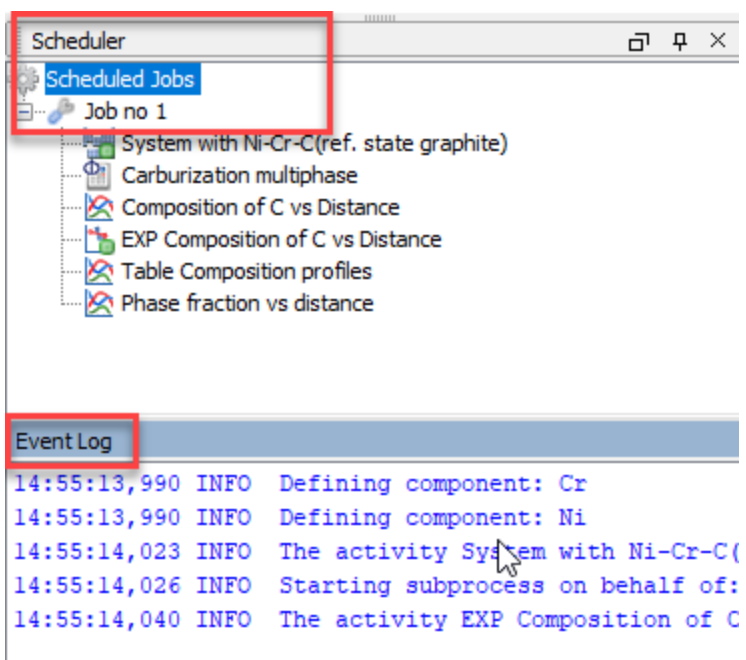 Scheduler
Scheduled Jobs
Job no 1
System with Ni-Cr-C(ref. state graphite)
Carburization multiphase
Composition of C vs Distance
EXP Composition of C vs Distance
Table Composition profiles
Phase fraction vs distance
Event Log
14:55:13,990 INFO Defining component: Cr
14:55:13,990 INFO Defining component: Ni
14:55:14,023 INFO The activity System with Ni-Cr-C(
14:55:14,026 INFO Starting subprocess on behalf of:
14:55:14,040 INFO The activity EXP Composition of C